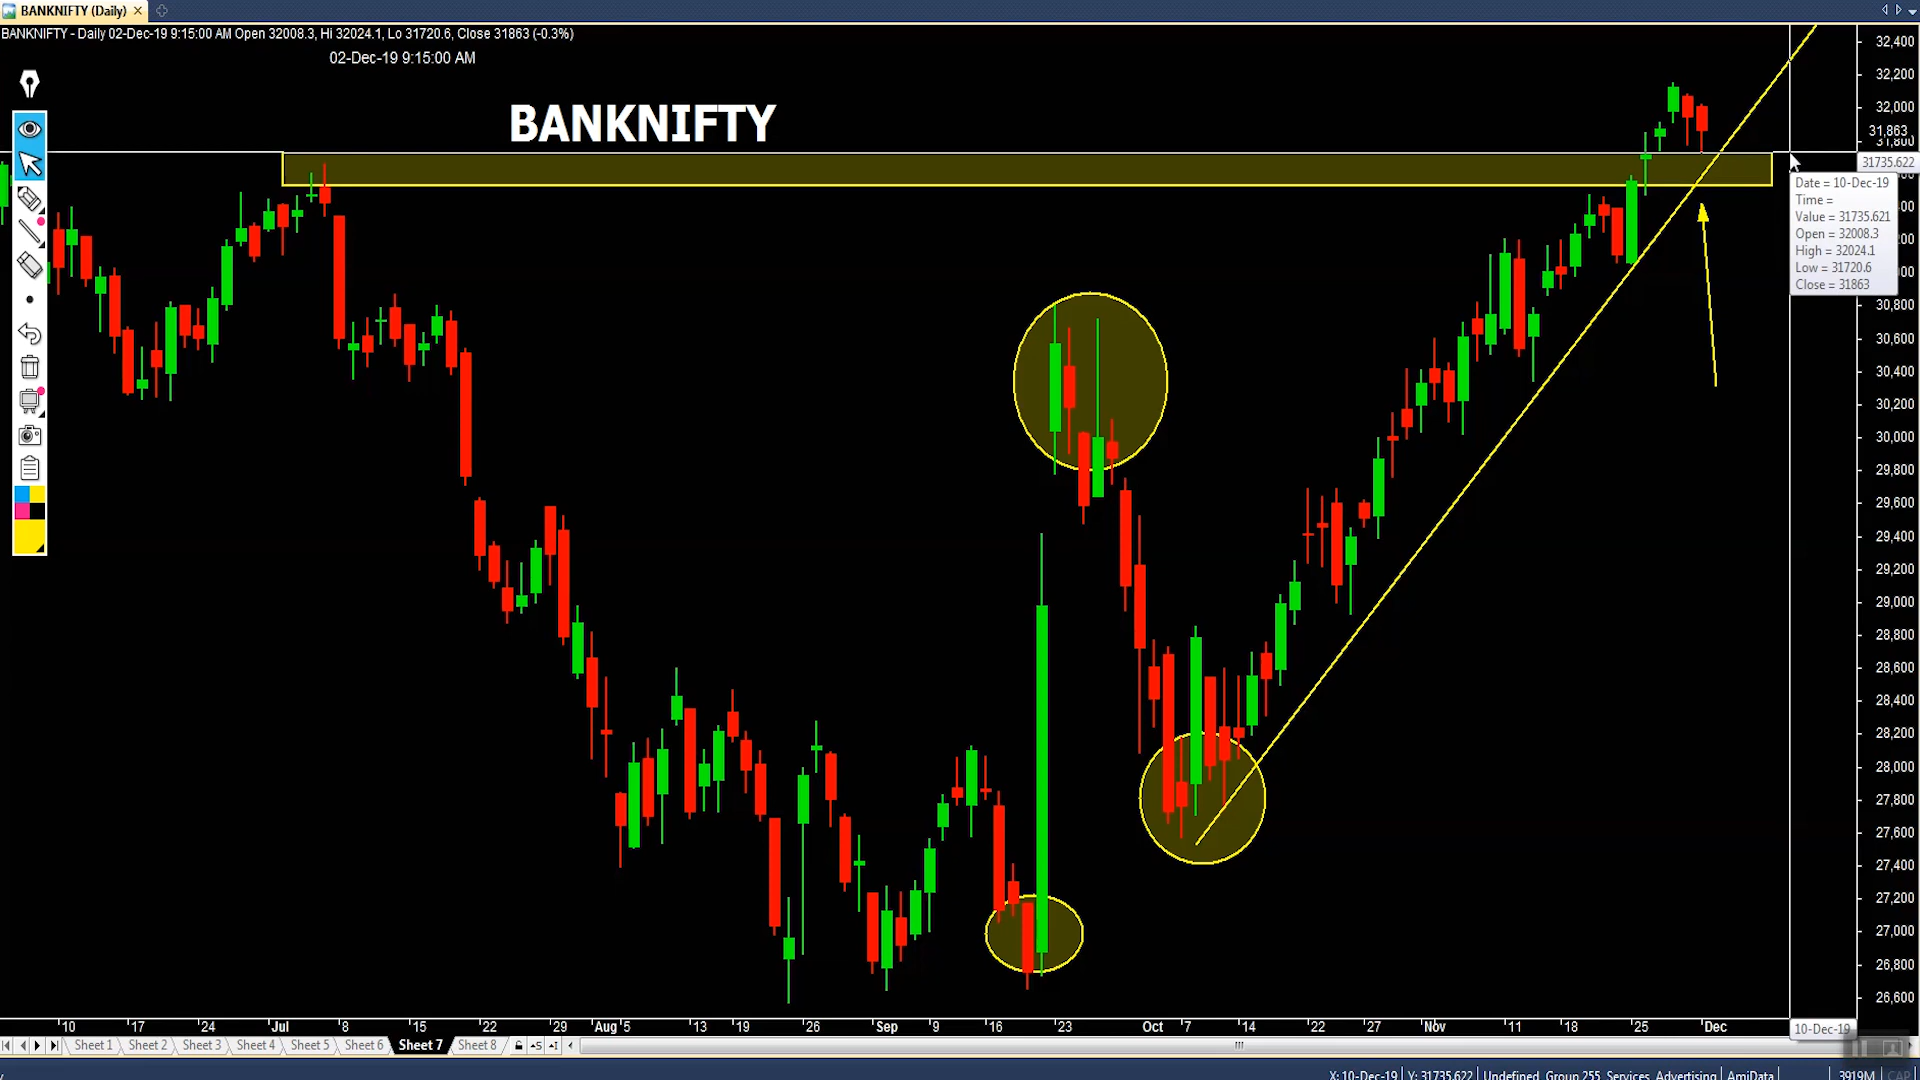 BANKNIFTY (Daily)
BANKNIFTY - Daily 02-Dec-19 9:15:00 AM Open 32008.3, Hi 32024.1, Lo 31720.6, Close 31863 (-0.3%)
02-Dec-19 9:15:00 AM
BANKNIFTY
32,400
32,200
32,000
31,863
31,800
31735.622
Date = 10-Dec-19
Time =
Value = 31735.621
Open = 32008.3
High = 32024.1
Low = 31720.6
Close = 31863
30,800
30,600
30,400
30,200
30,000
29,800
29,600
29,400
29,200
29,000
28,800
28,600
28,400
28,200
28,000
27,800
27,600
27,400
27,200
27,000
26,800
26,600
10 17 24 Jul 8 15 22 29 Aug 5 13 19 26 Sep 9 16 23 Oct 7 14 22 27 Nov 11 18 25 Dec 10-Dec-19
Sheet 1 Sheet 2 Sheet 3 Sheet 4 Sheet 5 Sheet 6 Sheet 7 Sheet 8
X: 10-Dec-19 Y: 31735.622 Undefined, Group 255, Services, Advertising AmiData 3919M CAP